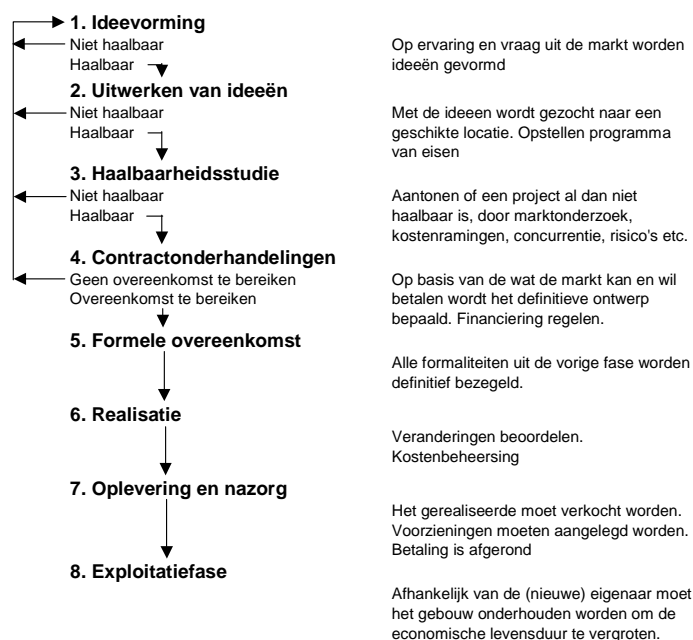 1. Ideevorming
Niet haalbaar
Haalbaar
Op ervaring en vraag uit de markt worden
ideeën gevormd
2. Uitwerken van ideeën
Niet haalbaar
Haalbaar
Met de ideeen wordt gezocht naar een
geschikte locatie. Opstellen programma
van eisen
3. Haalbaarheidsstudie
Niet haalbaar
Haalbaar
Aantonen of een project al dan niet
haalbaar is, door marktonderzoek,
kostenramingen, concurrentie, risico's etc.
4. Contractonderhandelingen
Geen overeenkomst te bereiken
Overeenkomst te bereiken
Op basis van de wat de markt kan en wil
betalen wordt het definitieve ontwerp
bepaald. Financiering regelen.
5. Formele overeenkomst
Alle formaliteiten uit de vorige fase worden
definitief bezegeld.
6. Realisatie
Veranderingen beoordelen.
Kostenbeheersing
7. Oplevering en nazorg
Het gerealiseerde moet verkocht worden.
Voorzieningen moeten aangelegd worden.
Betaling is afgerond
8. Exploitatiefase
Afhankelijk van de (nieuwe) eigenaar moet
het gebouw onderhouden worden om de
economische levensduur te vergroten.